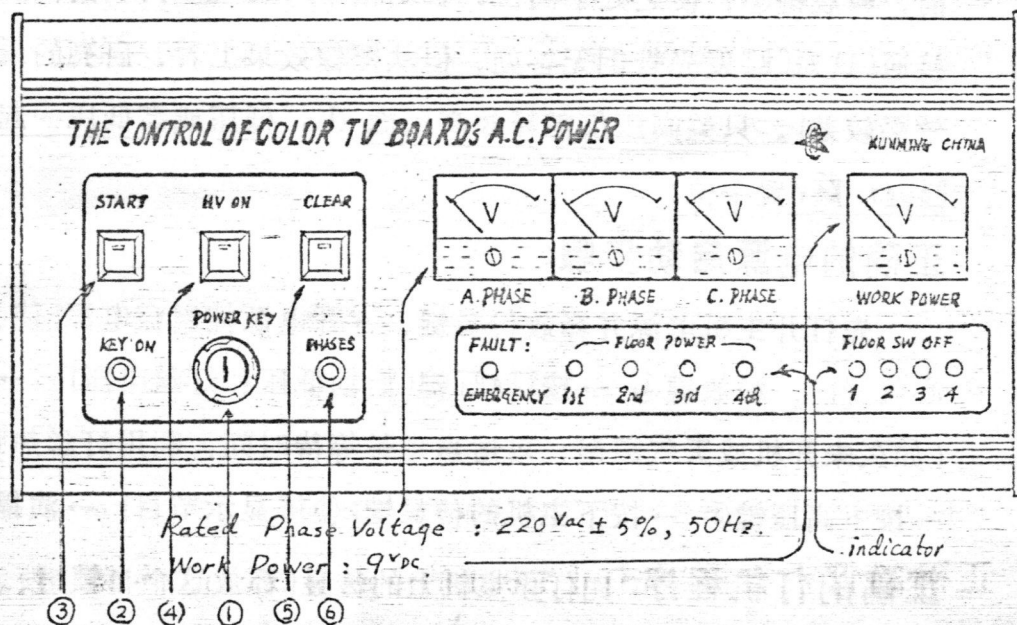 THE CONTROL OF COLOR TV BOARD'S A.C. POWER
KUNMING CHINA
START HV ON CLEAR
KEY ON POWER KEY PHASES
V V V V
A. PHASE B. PHASE C. PHASE WORK POWER
FAULT: FLOOR POWER FLOOR SW OFF
EMERGENCY 1st 2nd 3rd 4th 1 2 3 4
Rated Phase Voltage : 220 Vac ± 5%, 50Hz
Work Power : 9 VDC
indicator
③ ② ④ ① ⑤ ⑥